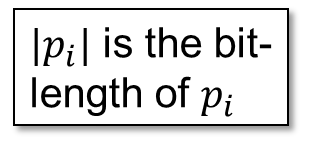 |pᵢ| is the bit-
length of pᵢ